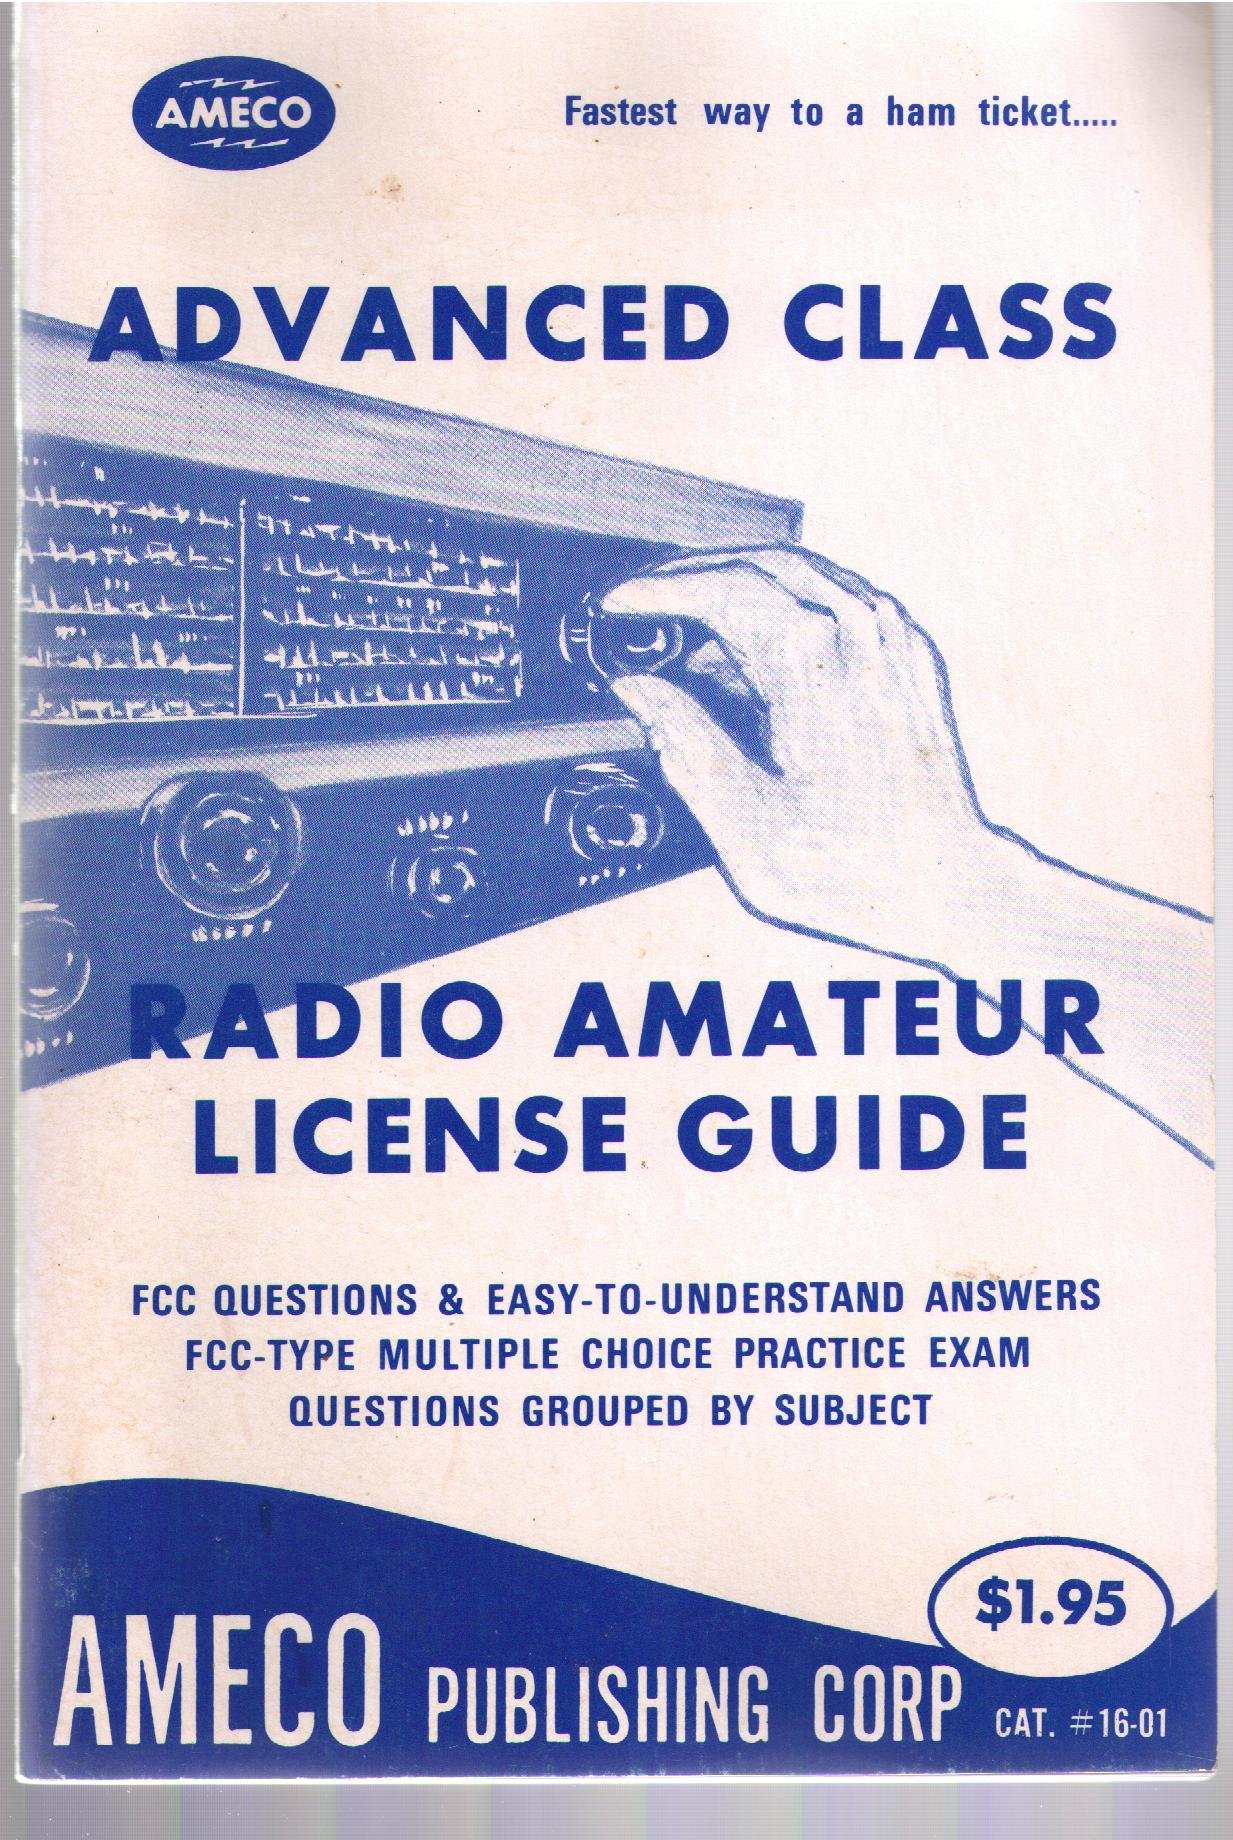 AMECO
Fastest way to a ham ticket.....
ADVANCED CLASS
RADIO AMATEUR
LICENSE GUIDE
FCC QUESTIONS & EASY-TO-UNDERSTAND ANSWERS
FCC-TYPE MULTIPLE CHOICE PRACTICE EXAM
QUESTIONS GROUPED BY SUBJECT
$1.95
AMECO PUBLISHING CORP CAT. #16-01